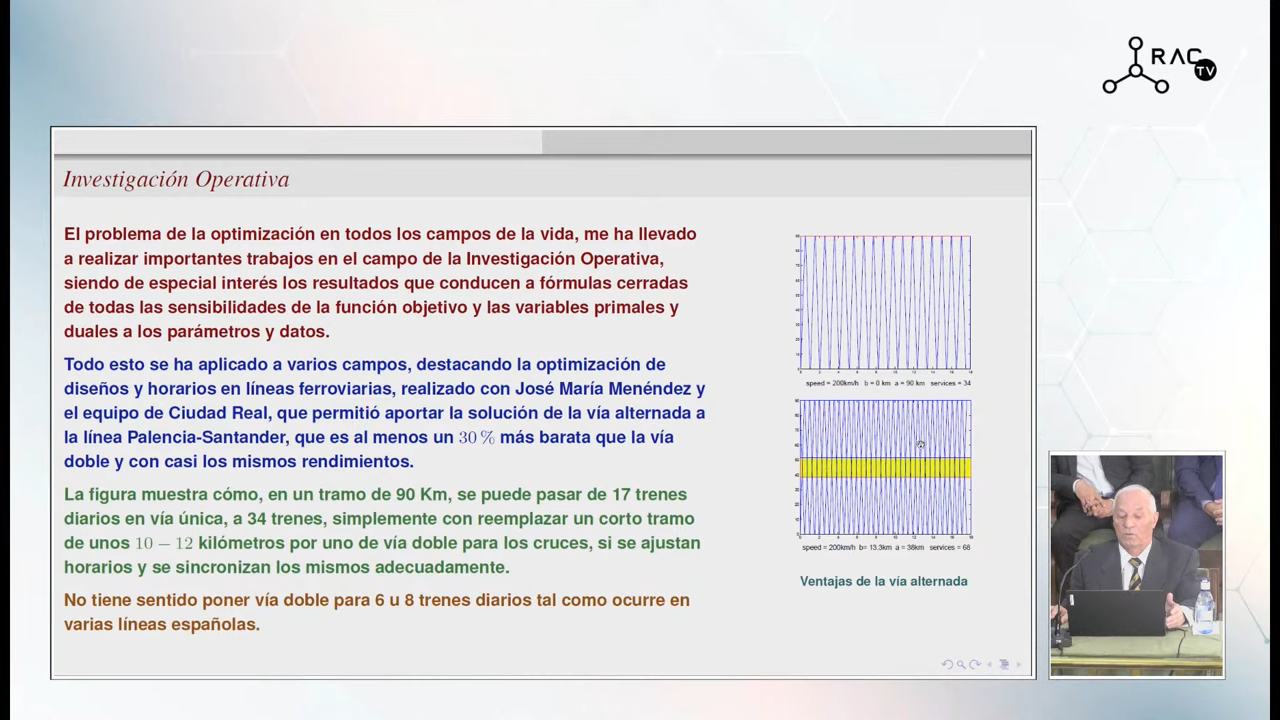 RAC
TV
Investigación Operativa
El problema de la optimización en todos los campos de la vida, me ha llevado
a realizar importantes trabajos en el campo de la Investigación Operativa,
siendo de especial interés los resultados que conducen a fórmulas cerradas
de todas las sensibilidades de la función objetivo y las variables primales y
duales a los parámetros y datos.
Todo esto se ha aplicado a varios campos, destacando la optimización de
diseños y horarios en líneas ferroviarias, realizado con José María Menéndez y
el equipo de Ciudad Real, que permitió aportar la solución de la vía alternada a
la línea Palencia-Santander, que es al menos un 30 % más barata que la vía
doble y con casi los mismos rendimientos.
La figura muestra cómo, en un tramo de 90 Km, se puede pasar de 17 trenes
diarios en vía única, a 34 trenes, simplemente con reemplazar un corto tramo
de unos 10 − 12 kilómetros por uno de vía doble para los cruces, si se ajustan
horarios y se sincronizan los mismos adecuadamente.
No tiene sentido poner vía doble para 6 u 8 trenes diarios tal como ocurre en
varias líneas españolas.
speed = 200km/h b = 0 km a = 90 km services = 34
speed = 200km/h b= 13.3km a = 38km services = 68
Ventajas de la vía alternada